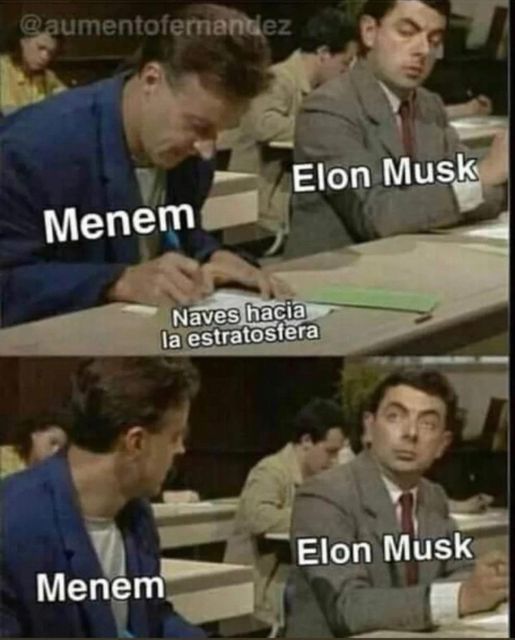 @aumentofernandez
Elon Musk
Menem
Naves hacia
la estratosfera
Elon Musk
Menem